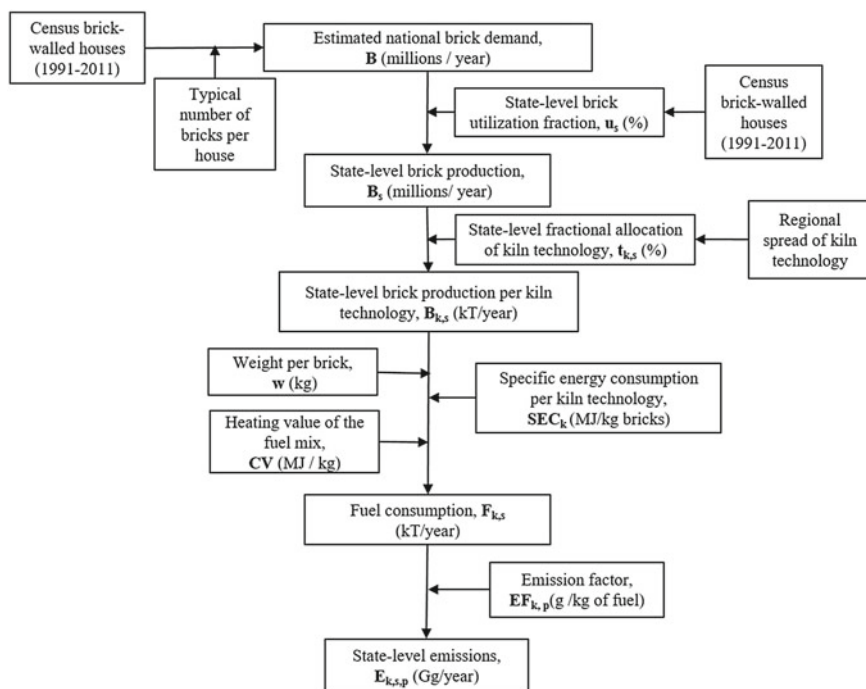 Census brick-
walled houses
(1991-2011)
Estimated national brick demand,
B (millions / year)
Typical
number of
bricks per
house
State-level brick
utilization fraction, uₛ (%)
Census
brick-walled
houses
(1991-2011)
State-level brick production,
Bₛ (millions/ year)
State-level fractional allocation
of kiln technology, tₖ,ₛ (%)
Regional
spread of kiln
technology
State-level brick production per kiln
technology, Bₖ,ₛ (kT/year)
Weight per brick,
w (kg)
Specific energy consumption
per kiln technology,
SECₖ (MJ/kg bricks)
Heating value of the
fuel mix,
CV (MJ / kg)
Fuel consumption, Fₖ,ₛ
(kT/year)
Emission factor,
EFₖ, ₚ(g /kg of fuel)
State-level emissions,
Eₖ,ₛ,ₚ (Gg/year)